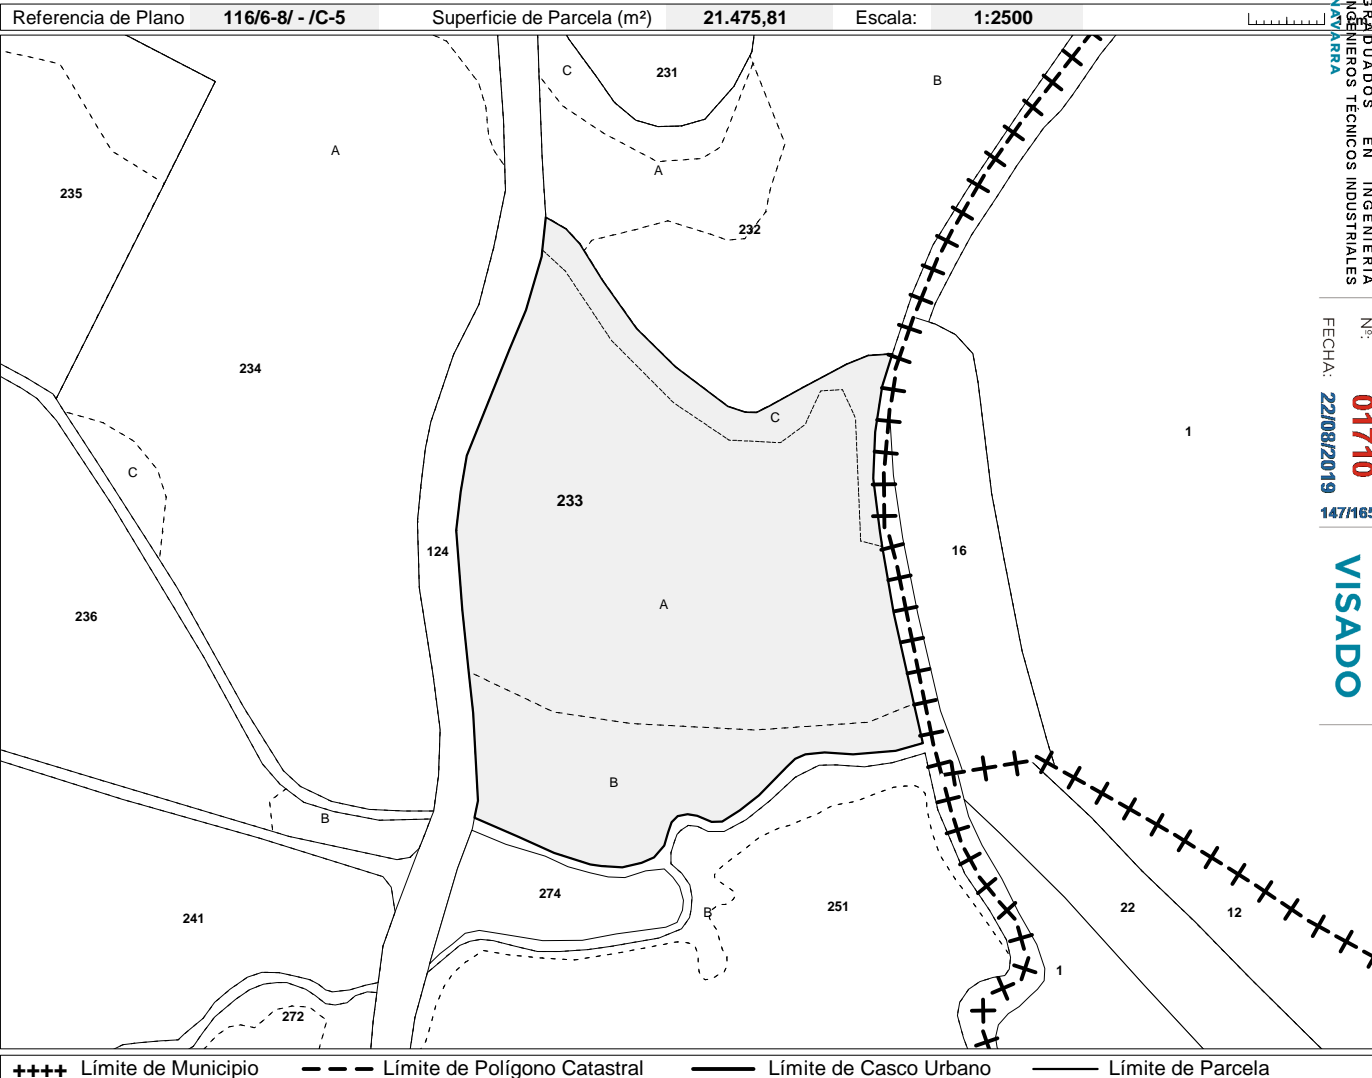 Referencia de Plano 116/6-8/ - /C-5 Superficie de Parcela (m²) 21.475,81 Escala: 1:2500
GRADUADOS EN INGENIERIA
INGENIEROS TÉCNICOS INDUSTRIALES
NAVARRA
Nº: 01710
FECHA: 22/08/2019
147/165
VISADO
C
231
B
A
235
A
232
234
C
1
C
233
124
16
A
236
B
B
274
B
251
22
12
241
1
272
++++ Límite de Municipio
Límite de Polígono Catastral
Límite de Casco Urbano
Límite de Parcela